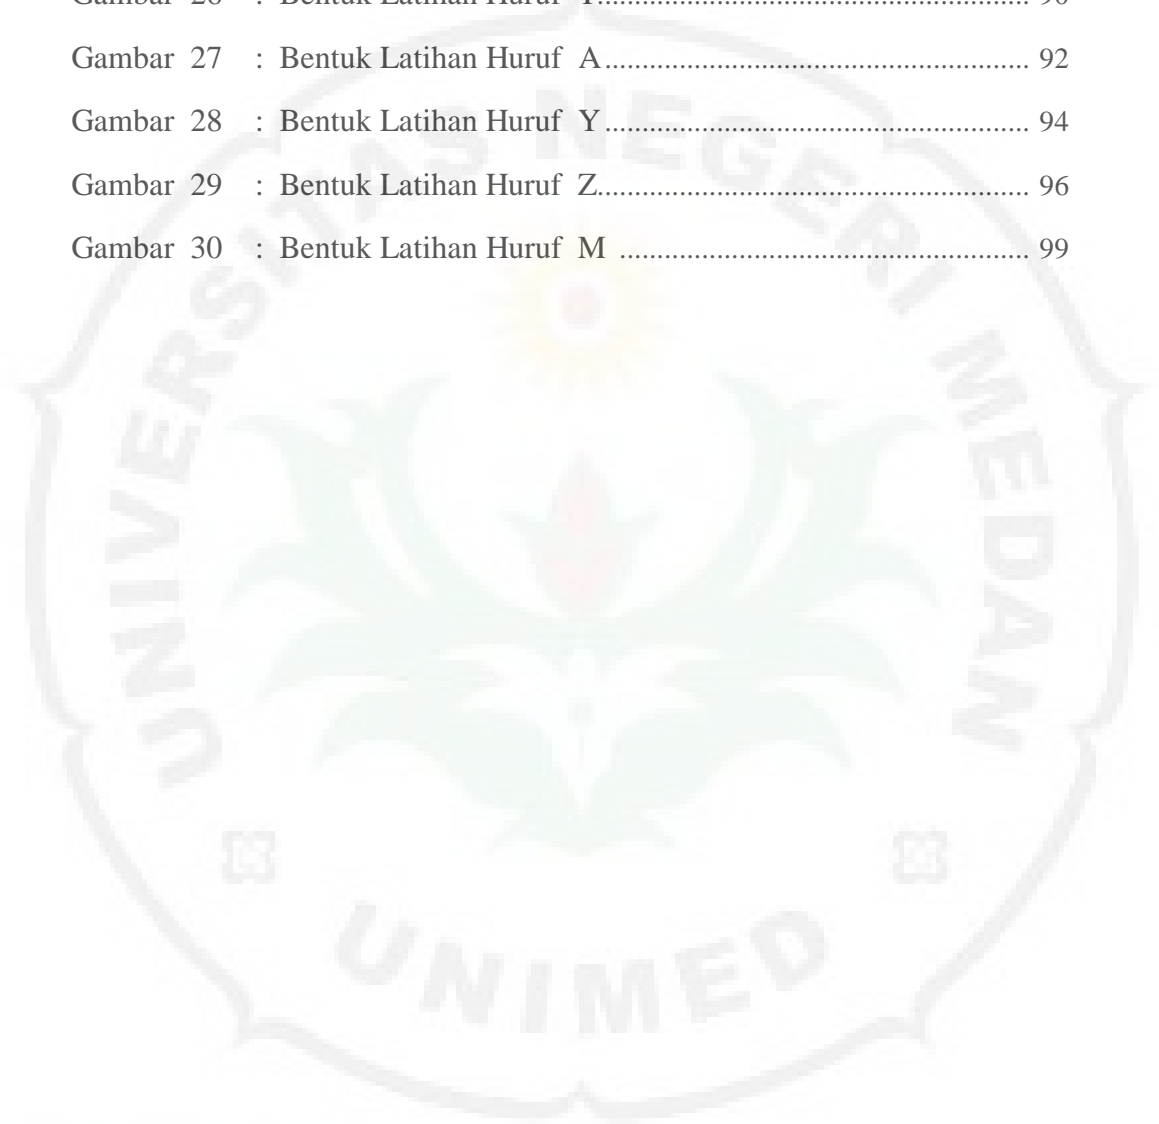 Gambar 27 : Bentuk Latihan Huruf A ................................................ 92
Gambar 28 : Bentuk Latihan Huruf Y ................................................ 94
Gambar 29 : Bentuk Latihan Huruf Z ................................................ 96
Gambar 30 : Bentuk Latihan Huruf M ................................................ 99
UNIVERSITAS NEGERI MEDAN
UNIMED